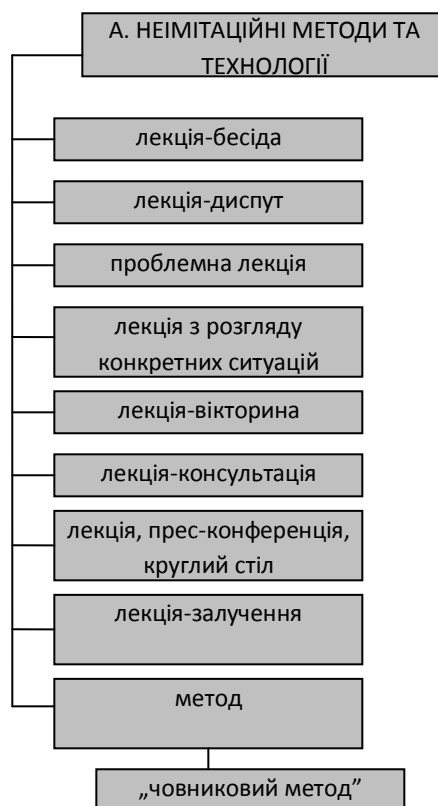 А. НЕІМІТАЦІЙНІ МЕТОДИ ТА
ТЕХНОЛОГІЇ
лекція-бесіда
лекція-диспут
проблемна лекція
лекція з розгляду
конкретних ситуацій
лекція-вікторина
лекція-консультація
лекція, прес-конференція,
круглий стіл
лекція-залучення
метод
„човниковий метод”